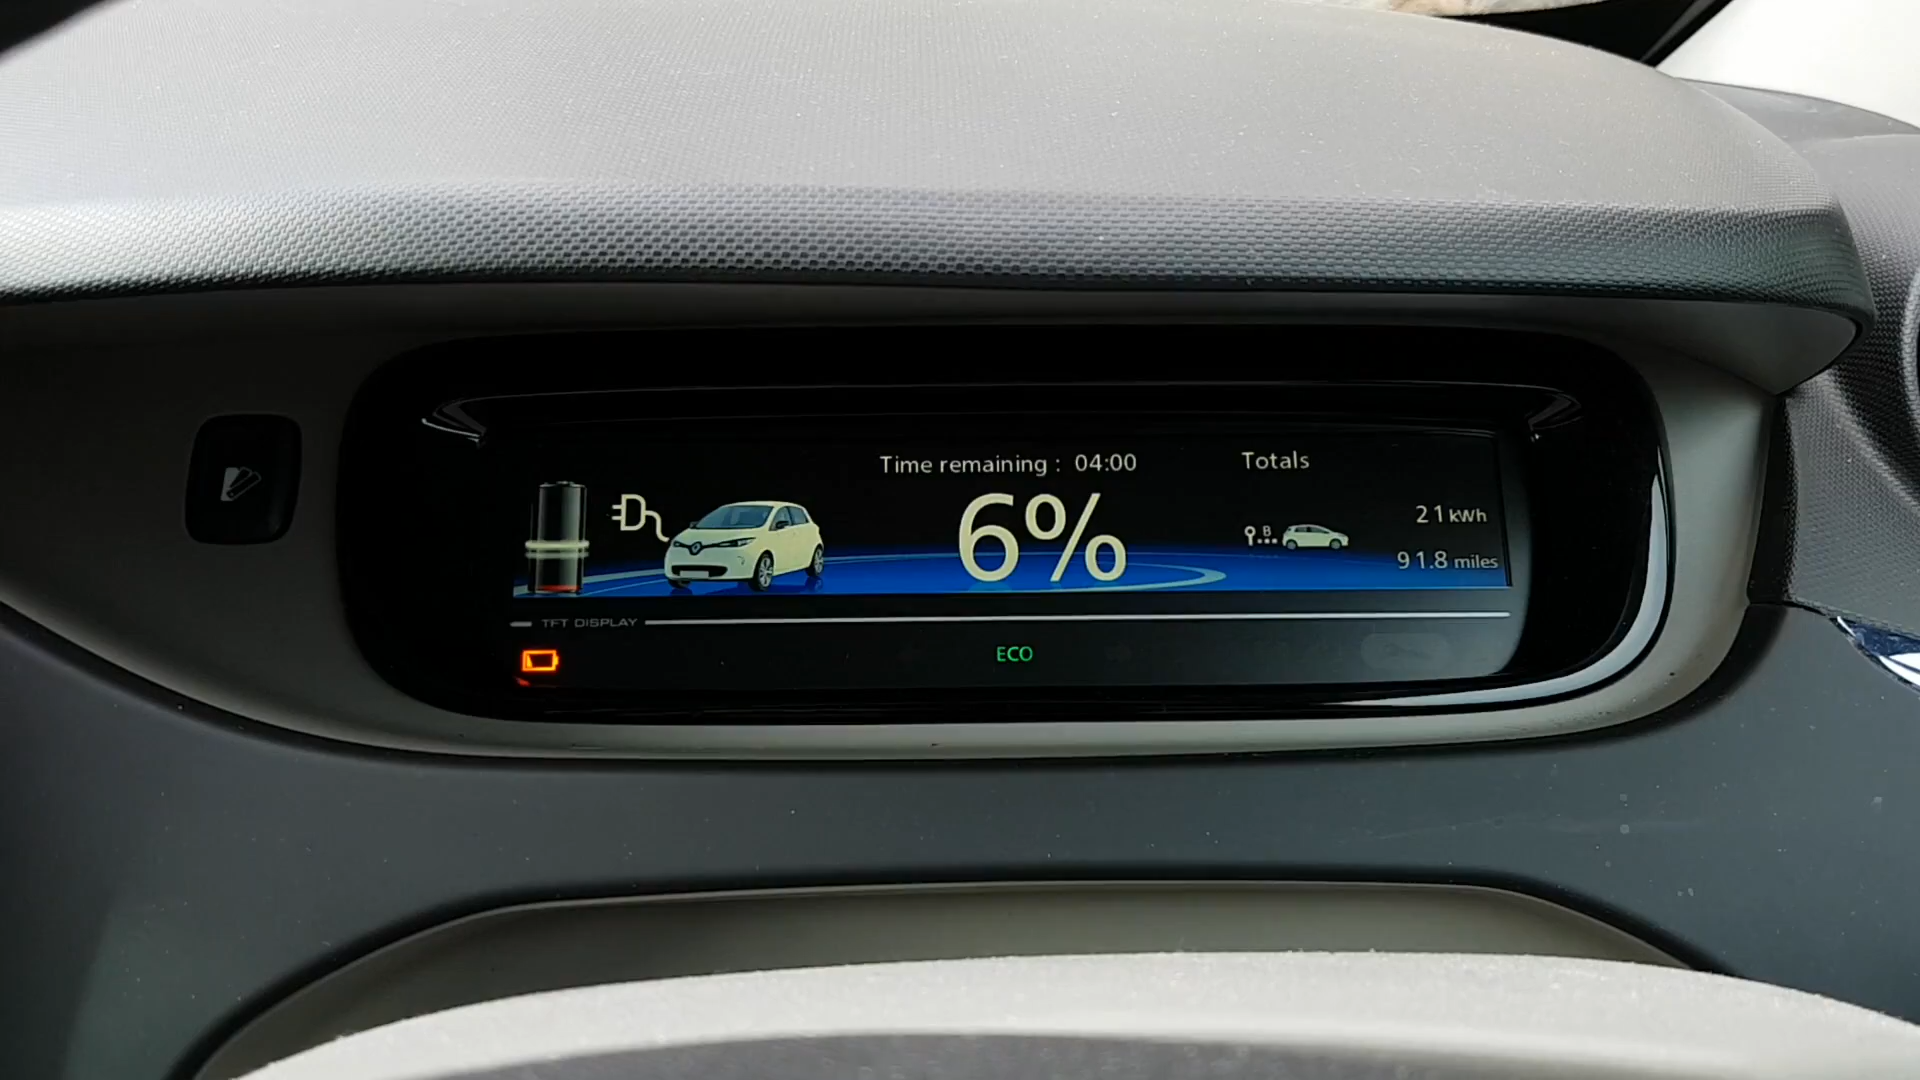 Time remaining : 04:00
Totals
6%
21 kWh
B
91.8 miles
TFT DISPLAY
ECO